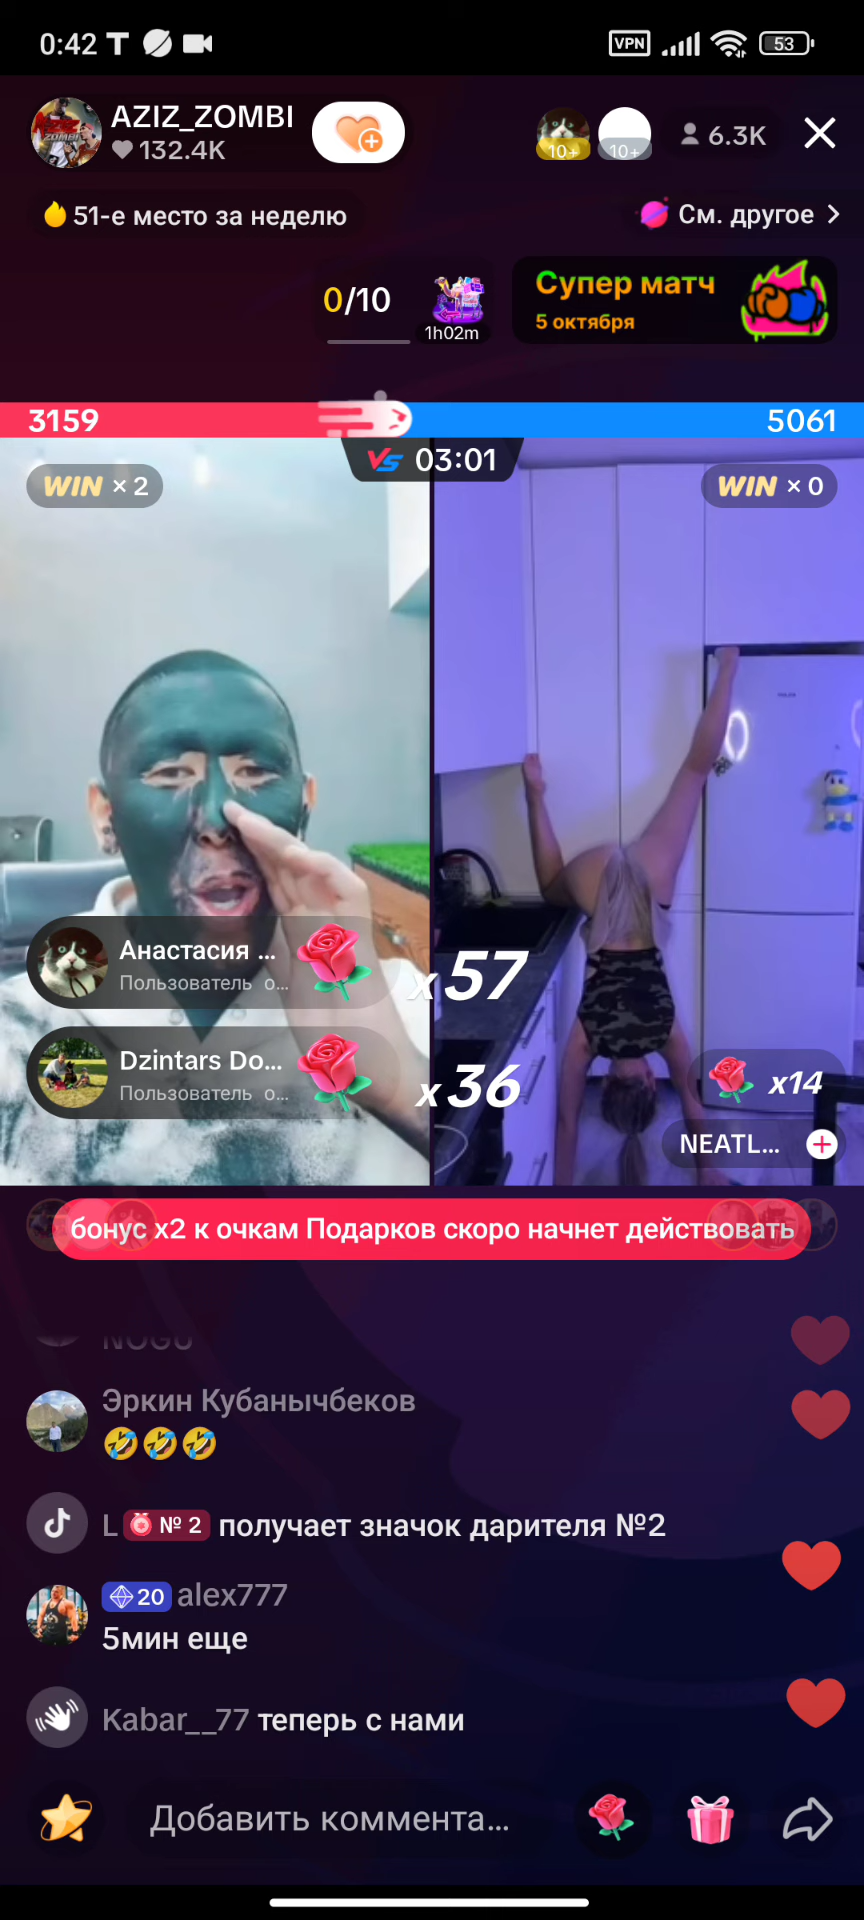 0:42
VPN
53
AZIZ_ZOMBI
132.4K
10+
10+
6.3K
51-е место за неделю
См. другое
0/10
1h02m
Супер матч
5 октября
3159
5061
VS 03:01
WIN × 2
WIN × 0
Анастасия ...
Пользователь о...
x57
Dzintars Do...
Пользователь о...
x36
x14
NEATL...
бонус x2 к очкам Подарков скоро начнет действовать
Эркин Кубанычбеков
🤣🤣🤣
L № 2 получает значок дарителя №2
20 alex777
5мин еще
Kabar__77 теперь с нами
Добавить коммента...